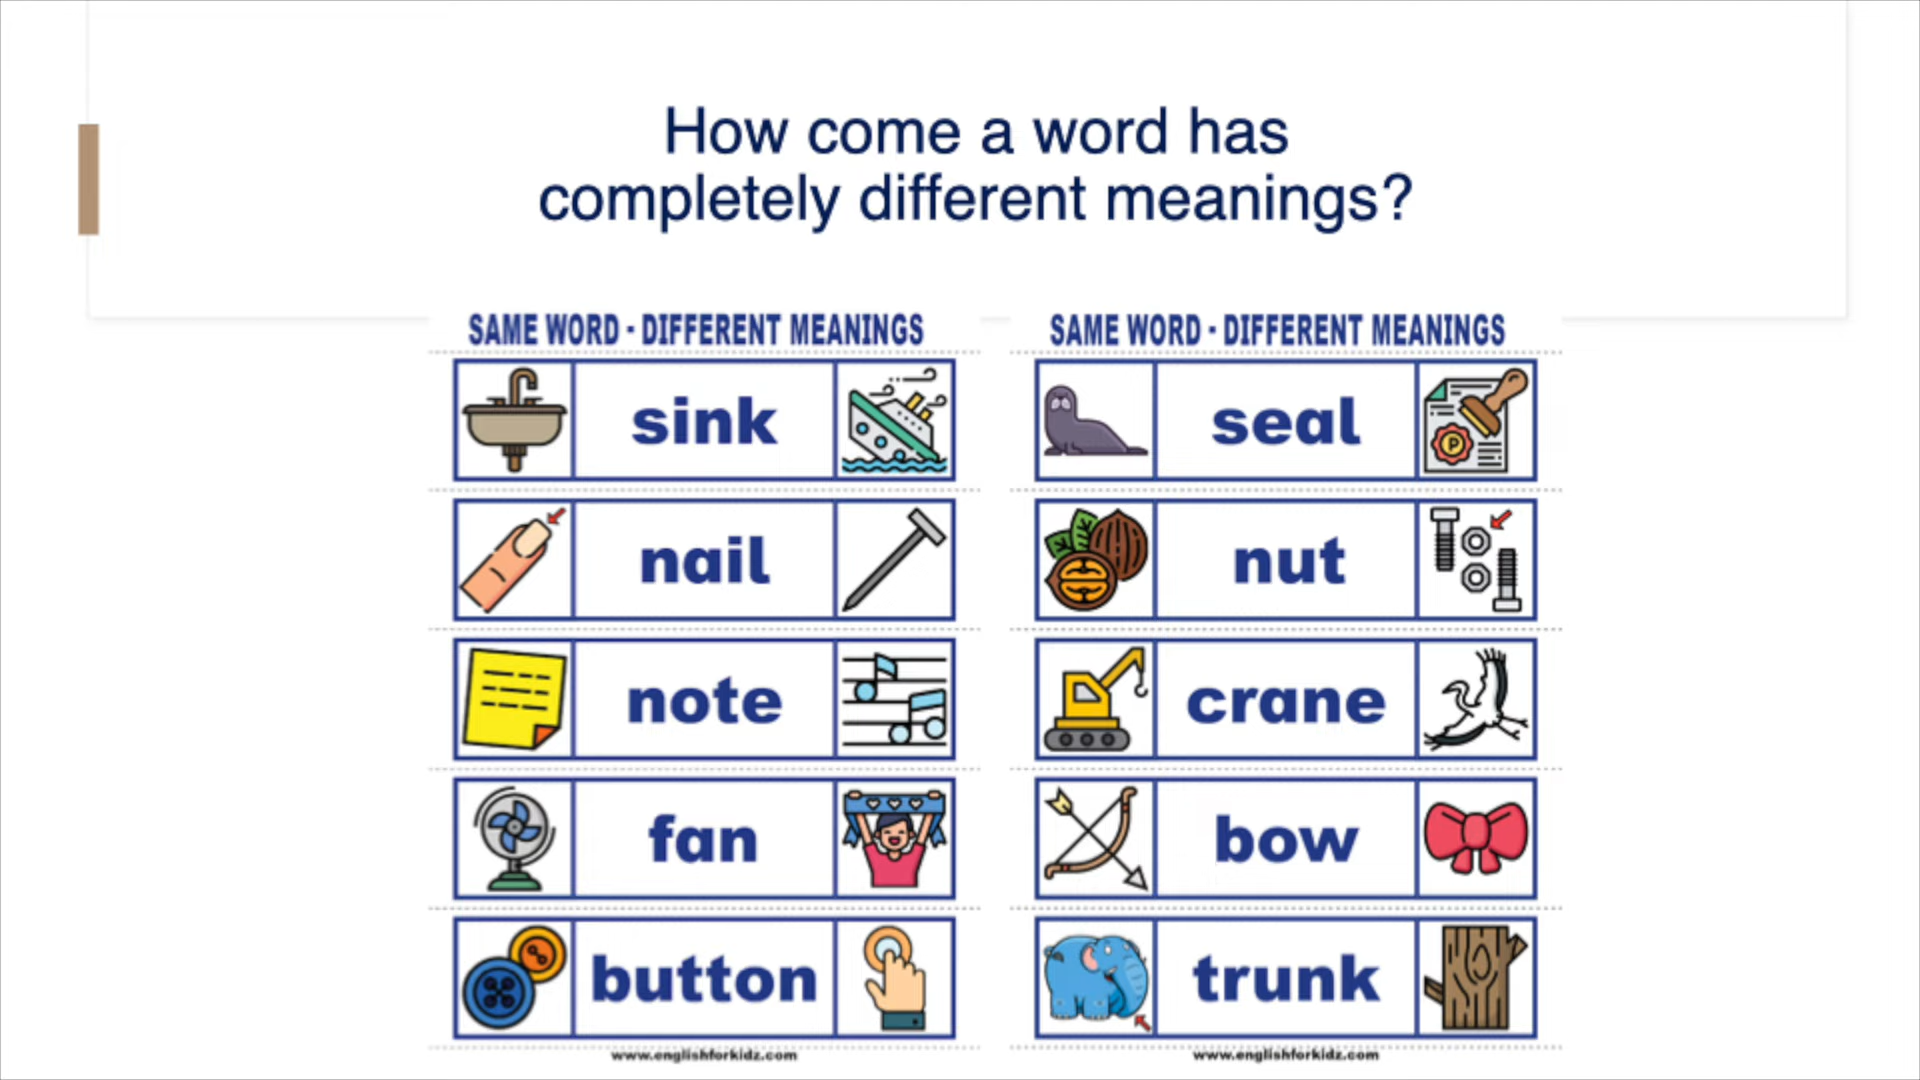 How come a word has
completely different meanings?
SAME WORD - DIFFERENT MEANINGS
sink
nail
note
fan
button
www.englishforkidz.com
SAME WORD - DIFFERENT MEANINGS
seal
P
nut
crane
bow
trunk
www.englishforkidz.com